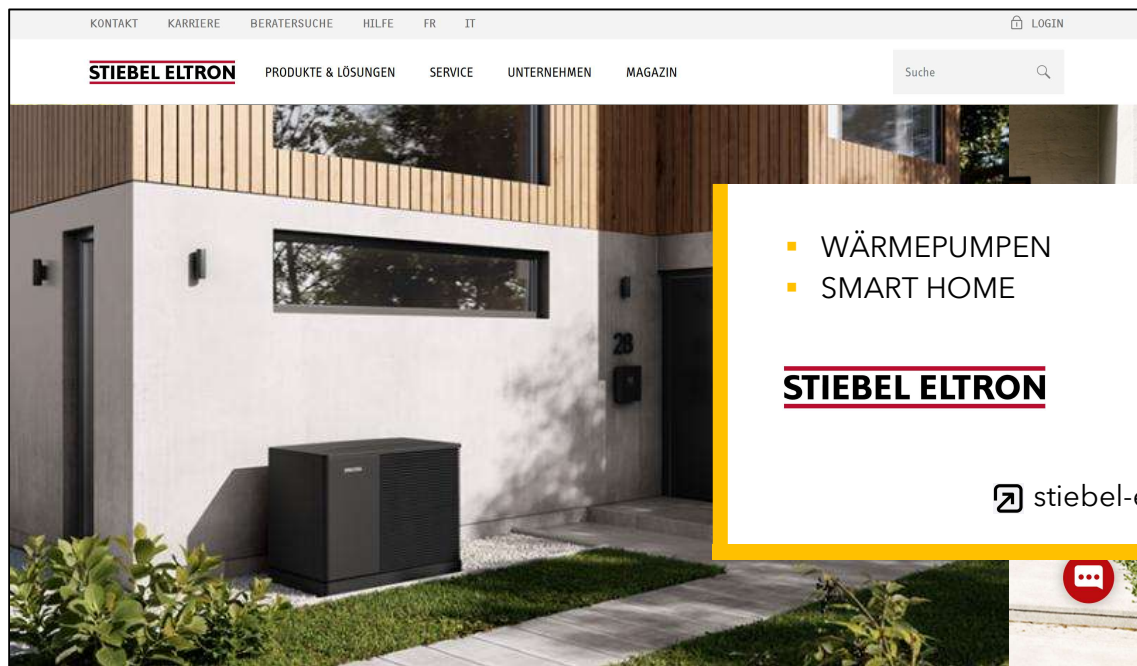 KONTAKT KARRIERE BERATERSUCHE HILFE FR IT LOGIN
STIEBEL ELTRON PRODUKTE & LÖSUNGEN SERVICE UNTERNEHMEN MAGAZIN Suche
WÄRMEPUMPEN
SMART HOME
28
STIEBEL ELTRON
stiebel-e